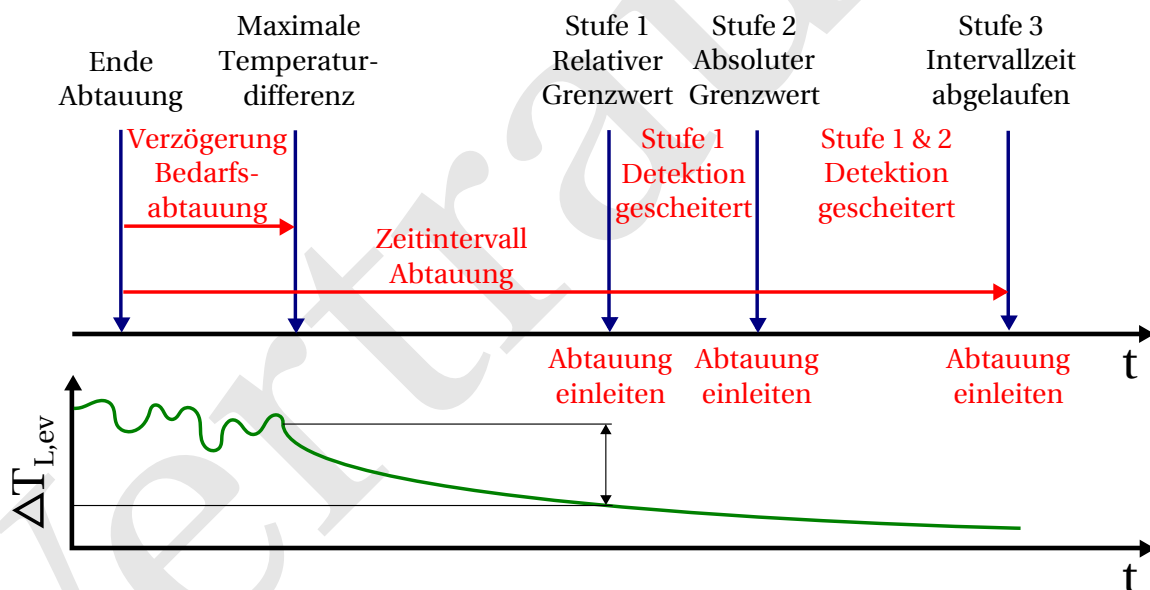 Ende
Abtauung
Maximale
Temperatur-
differenz
Stufe 1
Relativer
Grenzwert
Stufe 2
Absoluter
Grenzwert
Stufe 3
Intervallzeit
abgelaufen
Verzögerung
Bedarfs-
abtauung
Stufe 1
Detektion
gescheitert
Stufe 1 & 2
Detektion
gescheitert
Zeitintervall
Abtauung
t
Abtauung
einleiten
Abtauung
einleiten
Abtauung
einleiten
ΔT L,ev
t